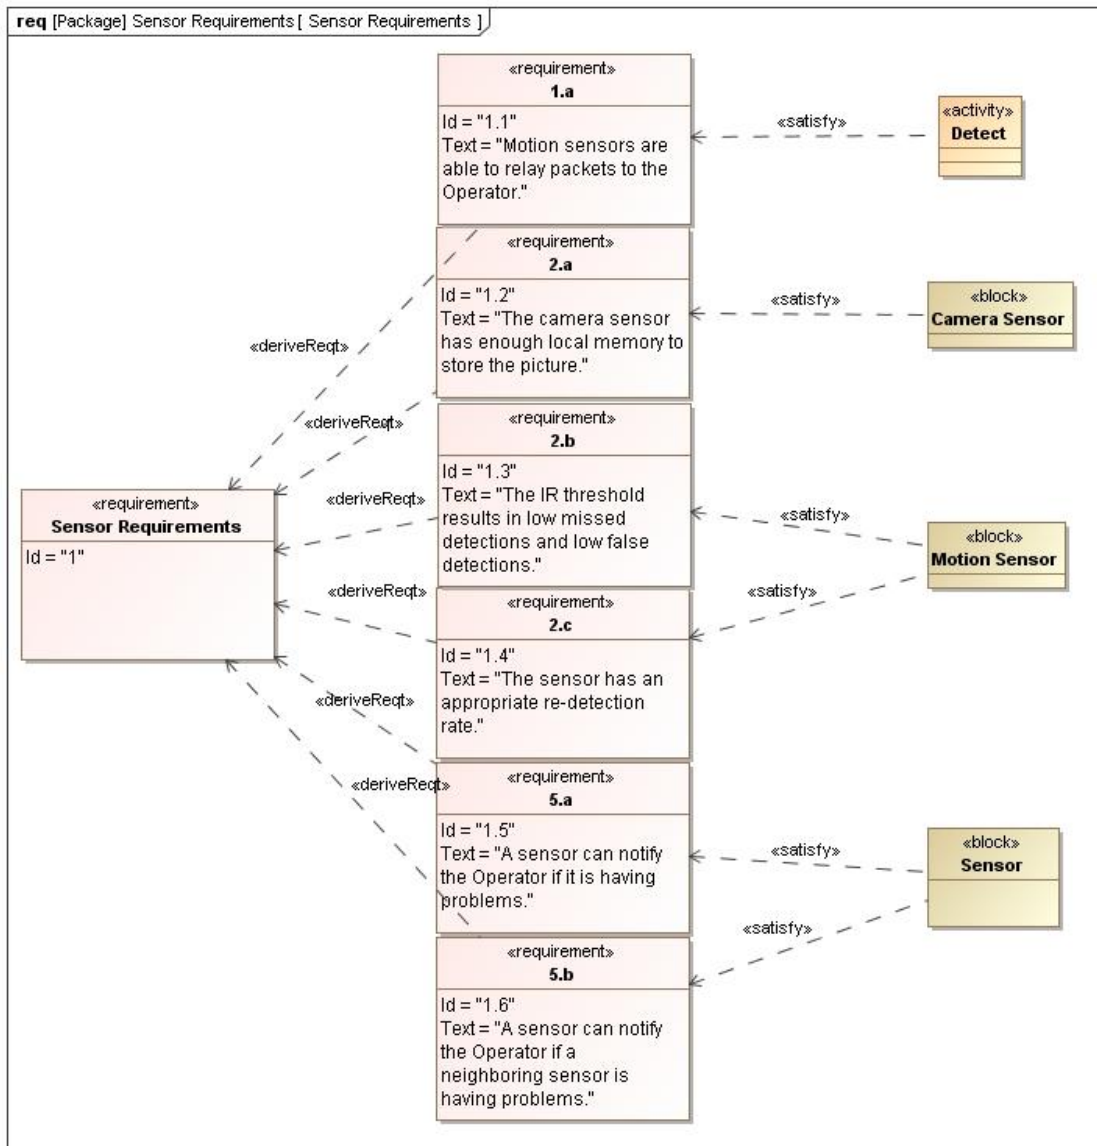 req [Package] Sensor Requirements [ Sensor Requirements ]
«requirement»
1.a
Id = "1.1"
Text = "Motion sensors are
able to relay packets to the
Operator."
«satisfy»
«activity»
Detect
«deriveReqt»
«requirement»
2.a
Id = "1.2"
Text = "The camera sensor
has enough local memory to
store the picture."
«satisfy»
«block»
Camera Sensor
«deriveReqt»
«requirement»
2.b
Id = "1.3"
Text = "The IR threshold
results in low missed
detections and low false
detections."
«satisfy»
«block»
Motion Sensor
«deriveReqt»
«requirement»
Sensor Requirements
Id = "1"
«deriveReqt»
«requirement»
2.c
Id = "1.4"
Text = "The sensor has an
appropriate re-detection
rate."
«satisfy»
«deriveReqt»
«requirement»
5.a
Id = "1.5"
Text = "A sensor can notify
the Operator if it is having
problems."
«satisfy»
«block»
Sensor
«deriveReqt»
«requirement»
5.b
Id = "1.6"
Text = "A sensor can notify
the Operator if a
neighboring sensor is
having problems."
«satisfy»